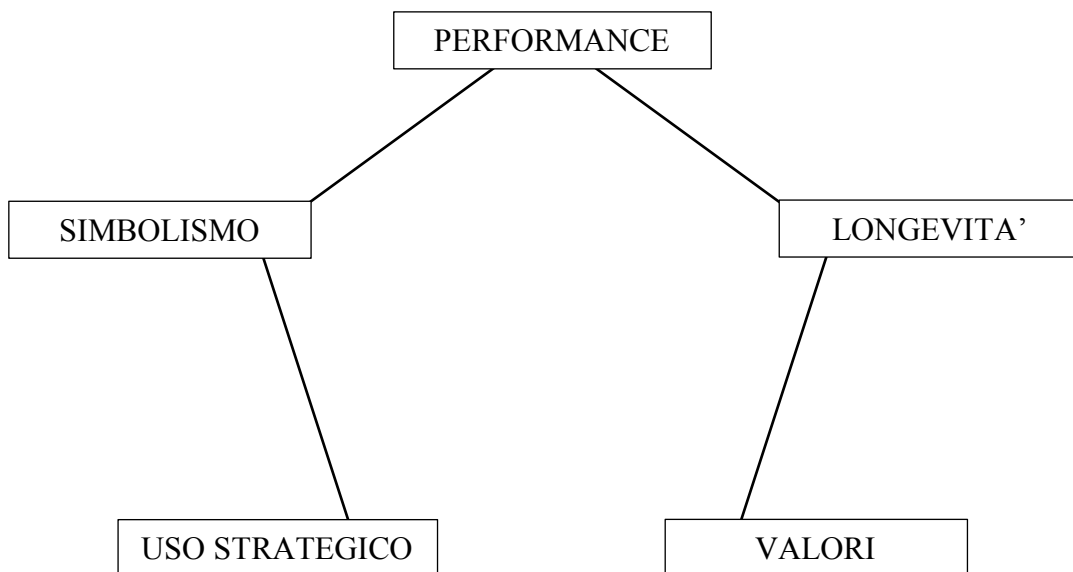 PERFORMANCE
SIMBOLISMO
LONGEVITA’
USO STRATEGICO
VALORI